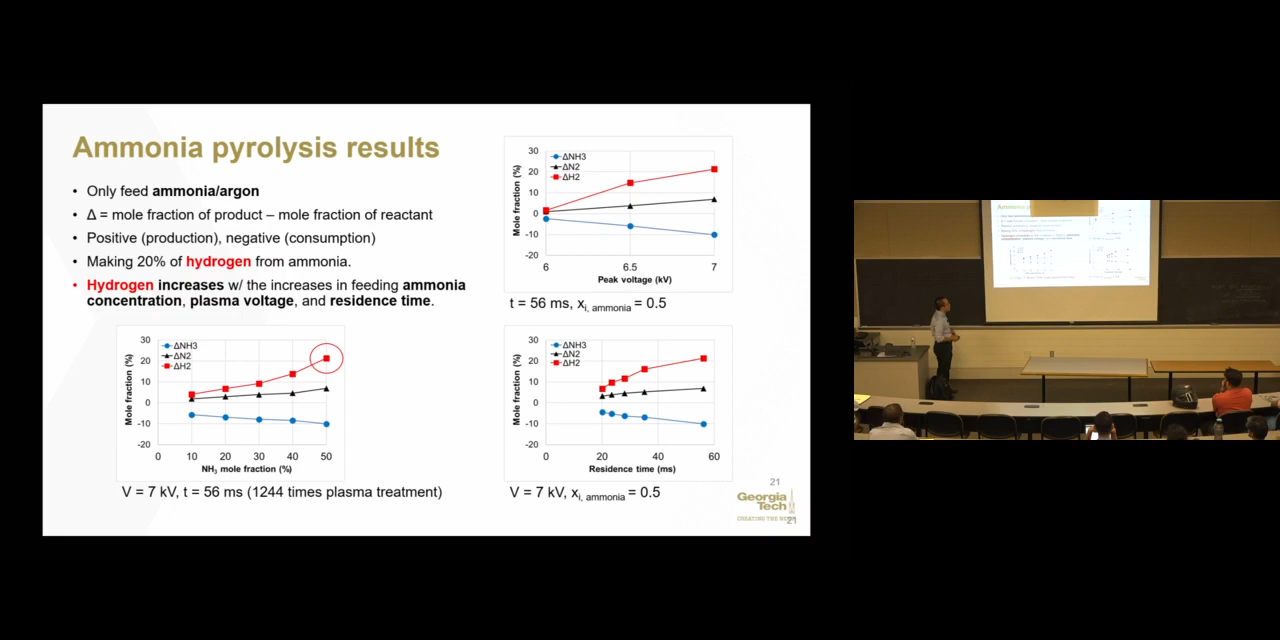 Ammonia pyrolysis results
• Only feed ammonia/argon
• Δ = mole fraction of product – mole fraction of reactant
• Positive (production), negative (consumption)
• Making 20% of hydrogen from ammonia.
• Hydrogen increases w/ the increases in feeding ammonia
concentration, plasma voltage, and residence time.
30
20
10
0
-10
-20
Mole fraction (%)
ΔNH3
ΔN2
ΔH2
6 6.5 7
Peak voltage (kV)
t = 56 ms, xi, ammonia = 0.5
30
20
10
0
-10
-20
Mole fraction (%)
ΔNH3
ΔN2
ΔH2
0 10 20 30 40 50
NH3 mole fraction (%)
V = 7 kV, t = 56 ms (1244 times plasma treatment)
30
20
10
0
-10
-20
Mole fraction (%)
ΔNH3
ΔN2
ΔH2
0 20 40 60
Residence time (ms)
V = 7 kV, xi, ammonia = 0.5
21
Georgia
Tech
CREATING THE
21